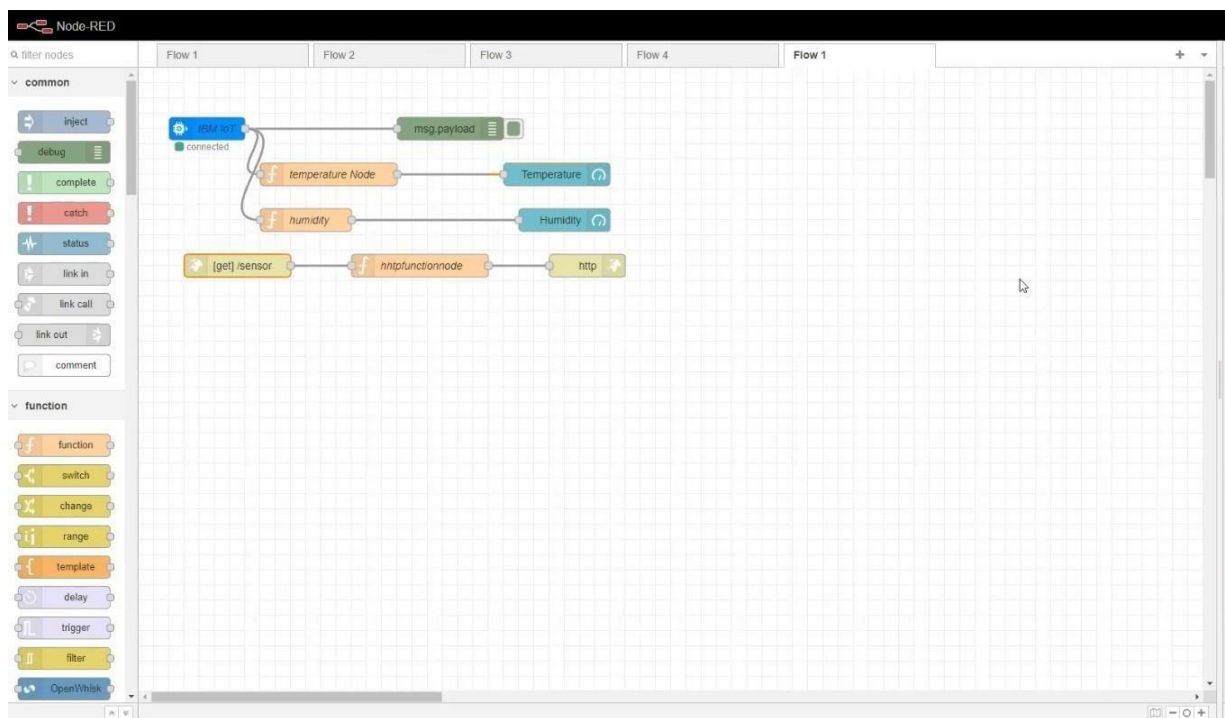 Node-RED
filter nodes
Flow 1
Flow 2
Flow 3
Flow 4
Flow 1
common
inject
debug
complete
catch
status
link in
link call
link out
comment
function
function
switch
change
range
template
delay
trigger
filter
OpenWhisk
IBM IoT
connected
msg.payload
temperature Node
Temperature
humidity
Humidity
[get] /sensor
hhtpfunctionnode
http